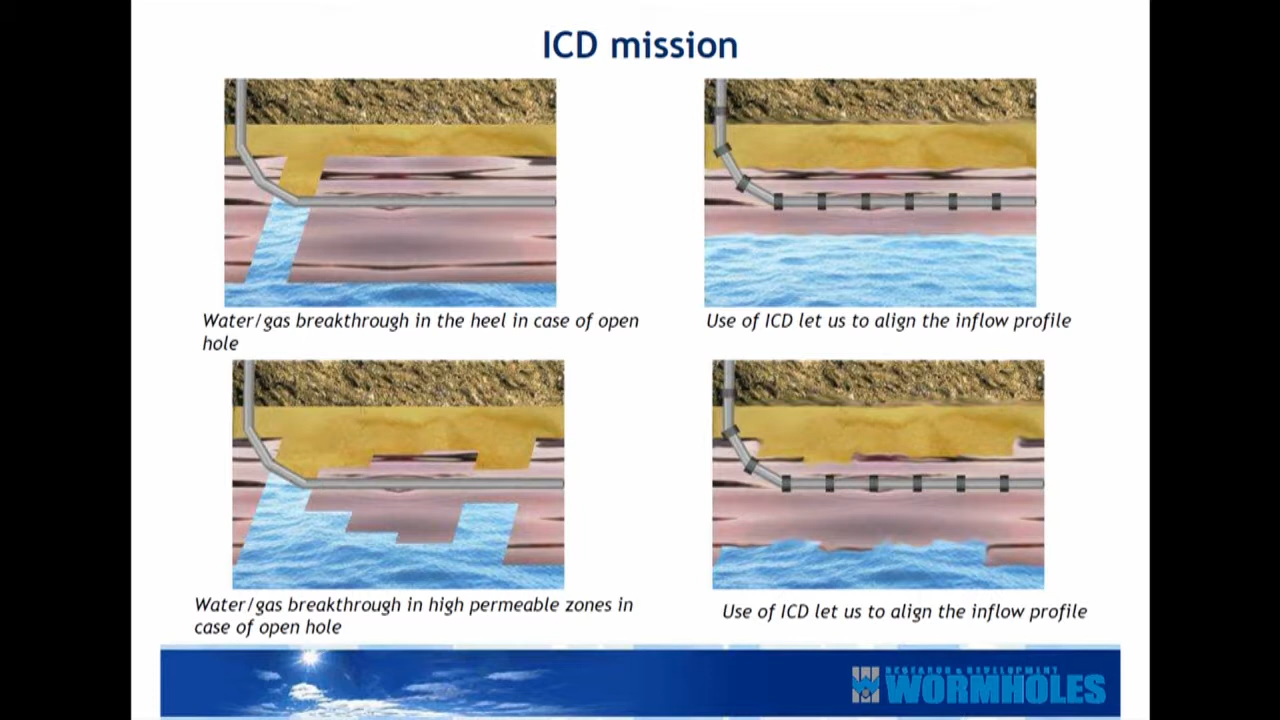 ICD mission
Water/gas breakthrough in the heel in case of open
hole
Use of ICD let us to align the inflow profile
Water/gas breakthrough in high permeable zones in
case of open hole
Use of ICD let us to align the inflow profile
RESEARCH & DEVELOPMENT
WORMHOLES